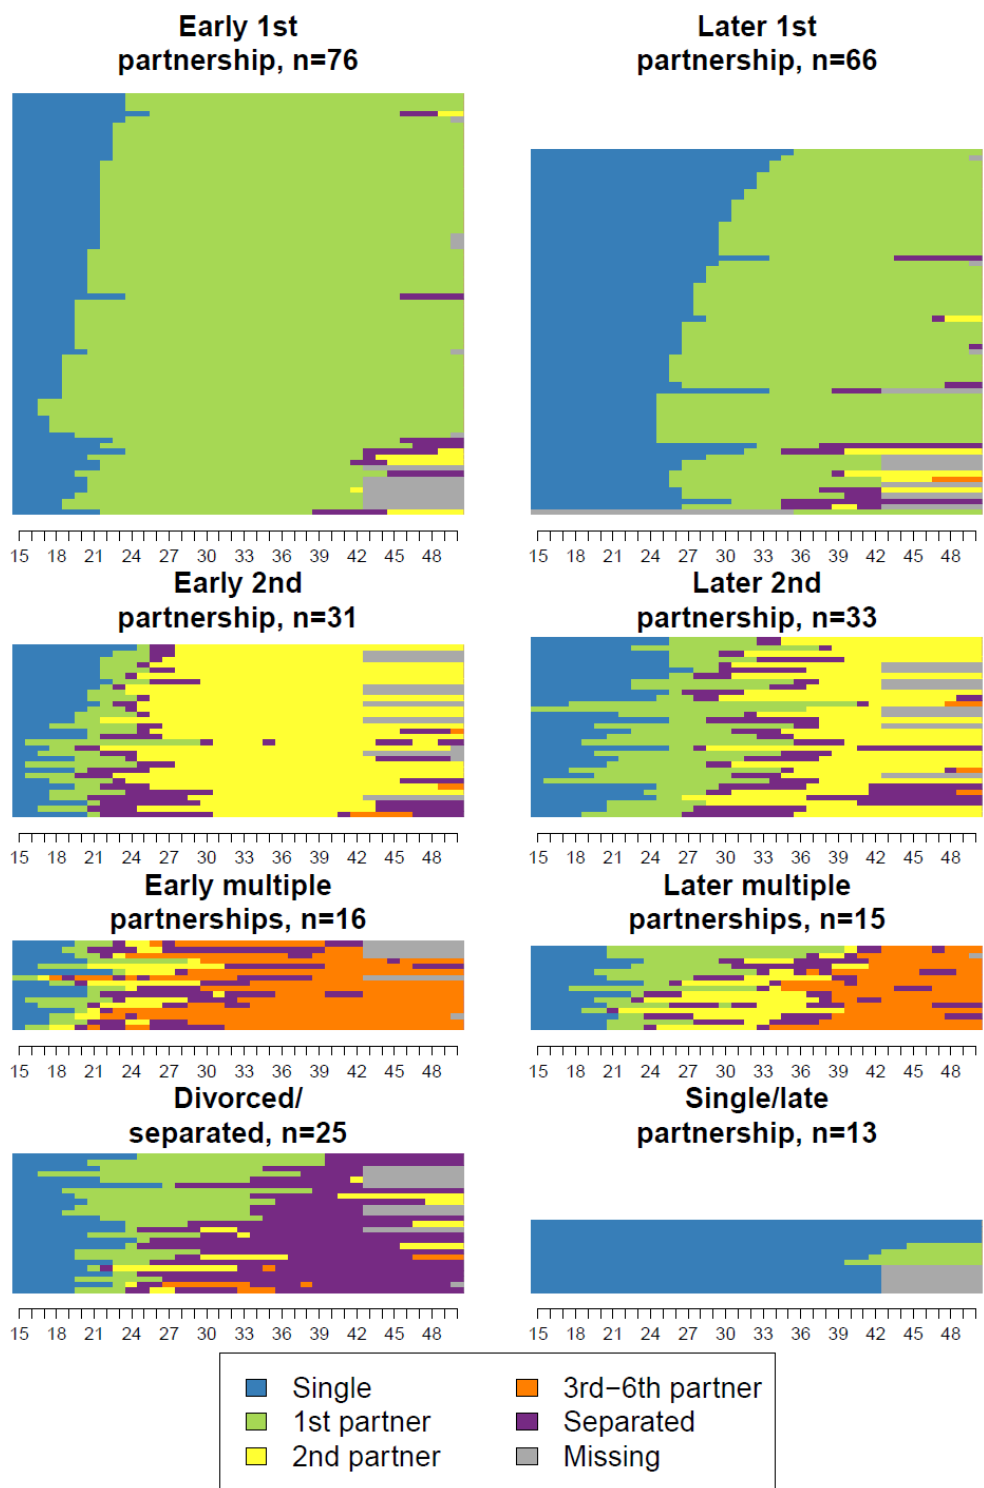 Early 1st
partnership, n=76
Later 1st
partnership, n=66
15 18 21 24 27 30 33 36 39 42 45 48
15 18 21 24 27 30 33 36 39 42 45 48
Early 2nd
partnership, n=31
Later 2nd
partnership, n=33
15 18 21 24 27 30 33 36 39 42 45 48
15 18 21 24 27 30 33 36 39 42 45 48
Early multiple
partnerships, n=16
Later multiple
partnerships, n=15
15 18 21 24 27 30 33 36 39 42 45 48
15 18 21 24 27 30 33 36 39 42 45 48
Divorced/
separated, n=25
Single/late
partnership, n=13
15 18 21 24 27 30 33 36 39 42 45 48
15 18 21 24 27 30 33 36 39 42 45 48
Single
1st partner
2nd partner
3rd−6th partner
Separated
Missing